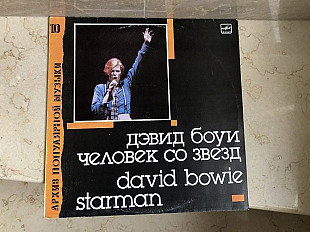 10
АРХИВ ПОПУЛЯРНОЙ МУЗЫКИ
дэвид боуи
человек со звезд
david bowie
starman